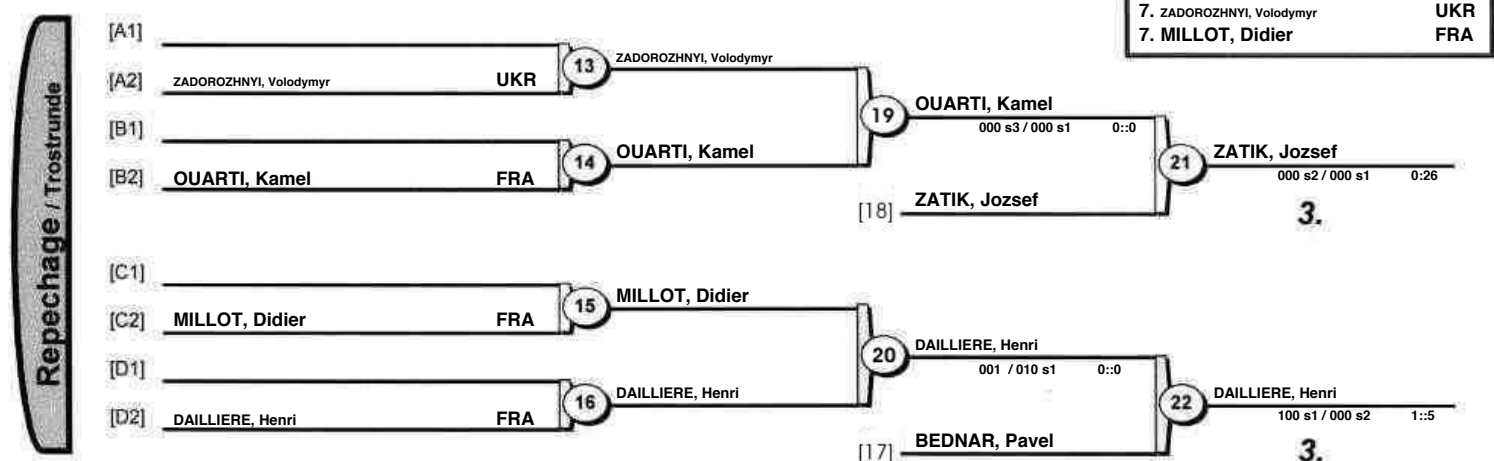 7. ZADOROZHNYI, Volodymyr UKR
7. MILLOT, Didier FRA
Repechage / Trostrunde
[A1]
[A2] ZADOROZHNYI, Volodymyr UKR
13 ZADOROZHNYI, Volodymyr
[B1]
[B2] OUARTI, Kamel FRA
14 OUARTI, Kamel
19 OUARTI, Kamel
000 s3 / 000 s1 0::0
[18] ZATIK, Jozsef
21 ZATIK, Jozsef
000 s2 / 000 s1 0:26
3.
[C1]
[C2] MILLOT, Didier FRA
15 MILLOT, Didier
[D1]
[D2] DAILLIERE, Henri FRA
16 DAILLIERE, Henri
20 DAILLIERE, Henri
001 / 010 s1 0::0
[17] BEDNAR, Pavel
22 DAILLIERE, Henri
100 s1 / 000 s2 1::5
3.